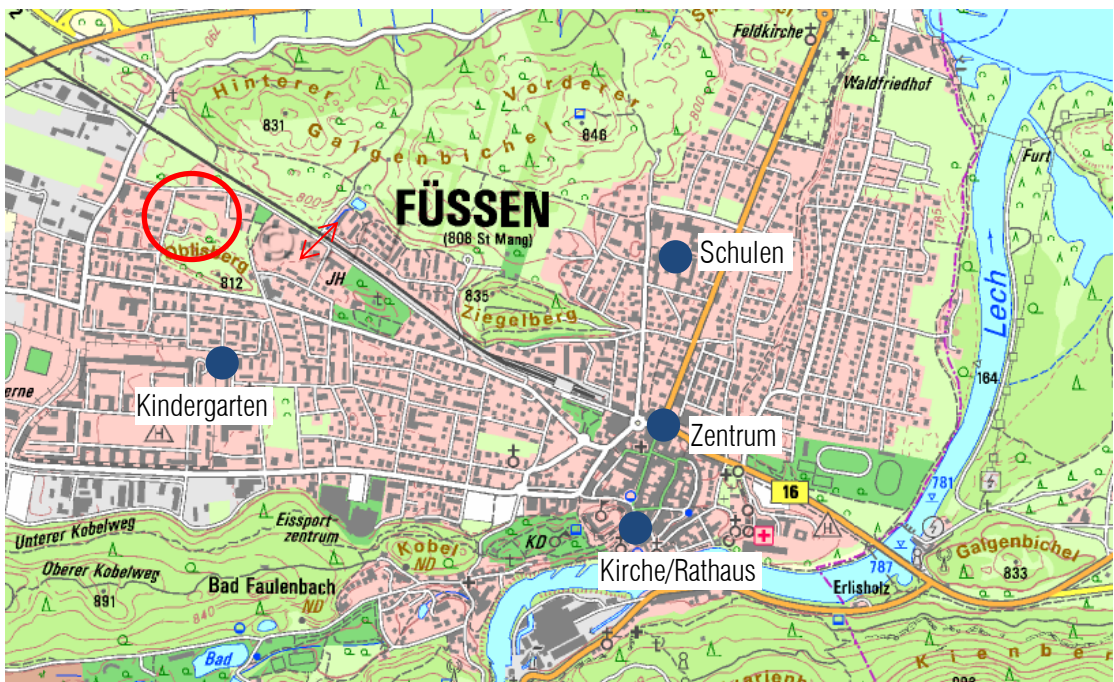 Feldkirche
Hinterer
Vorderer
Waldfriedhof
831
846
Galgenbichel
800
800
Furt
FÜSSEN
(808 St Mang)
Schulen
812
JH
835
Ziegelberg
Lech
164
Kindergarten
Zentrum
16
781
Unterer Kobelweg
Eissport-
zentrum
KD
Kobel
ND
Galgenbichel
833
Oberer Kobelweg
Kirche/Rathaus
787
Erlisholz
891
Bad Faulenbach
ND
840
Bad